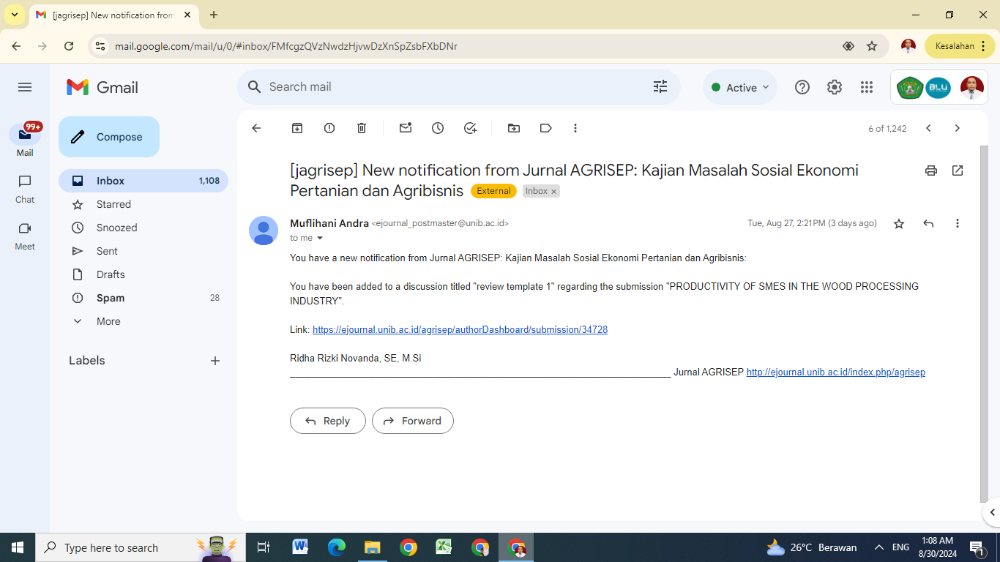 [jagrisep] New notification from
mail.google.com/mail/u/0/#inbox/FMfcgzQVzNwdzHjvwDzXnSpZsbFXbDNr
Kesalahan
Gmail
Search mail
Active
BLU
99+
Mail
Chat
Meet
Compose
Inbox 1,108
Starred
Snoozed
Sent
Drafts
Spam 28
More
Labels
6 of 1,242
[jagrisep] New notification from Jurnal AGRISEP: Kajian Masalah Sosial Ekonomi
Pertanian dan Agribisnis External Inbox x
Muflihani Andra <ejournal_postmaster@unib.ac.id> Tue, Aug 27, 2:21 PM (3 days ago)
to me
You have a new notification from Jurnal AGRISEP: Kajian Masalah Sosial Ekonomi Pertanian dan Agribisnis:
You have been added to a discussion titled "review template 1" regarding the submission "PRODUCTIVITY OF SMES IN THE WOOD PROCESSING
INDUSTRY".
Link: https://ejournal.unib.ac.id/agrisep/authorDashboard/submission/34728
Ridha Rizki Novanda, SE, M.Si
________________________________________________________________________ Jurnal AGRISEP http://ejournal.unib.ac.id/index.php/agrisep
Reply Forward
Type here to search
26°C Berawan
ENG
1:08 AM
8/30/2024
1